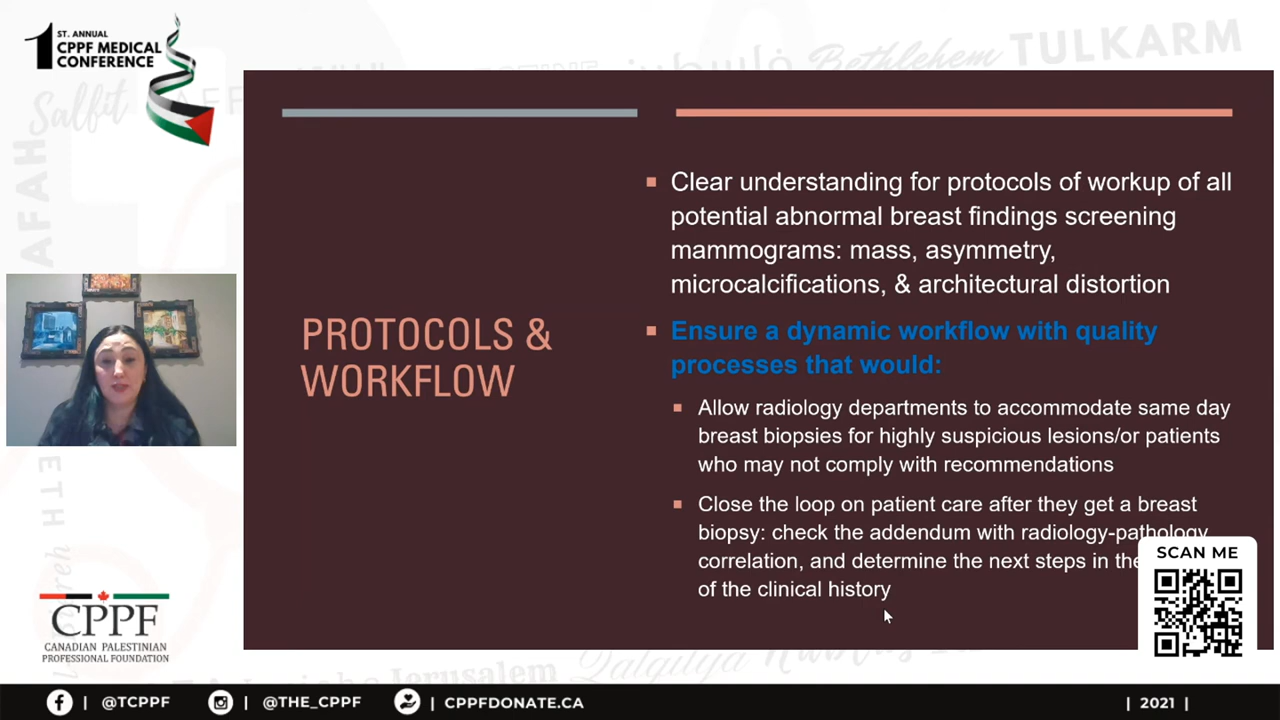 1 ST. ANNUAL
CPPF MEDICAL
CONFERENCE
Salfit
TULKARM
Bethlehem
PROTOCOLS &
WORKFLOW
Clear understanding for protocols of workup of all
potential abnormal breast findings screening
mammograms: mass, asymmetry,
microcalcifications, & architectural distortion
Ensure a dynamic workflow with quality
processes that would:
Allow radiology departments to accommodate same day
breast biopsies for highly suspicious lesions/or patients
who may not comply with recommendations
Close the loop on patient care after they get a breast
biopsy: check the addendum with radiology-pathology
correlation, and determine the next steps in the
of the clinical history
SCAN ME
CPPF
CANADIAN PALESTINIAN
PROFESSIONAL FOUNDATION
Jerusalem
Qalqilya
| @TCPPF
| @THE_CPPF
| CPPFDONATE.CA
| 2021 |